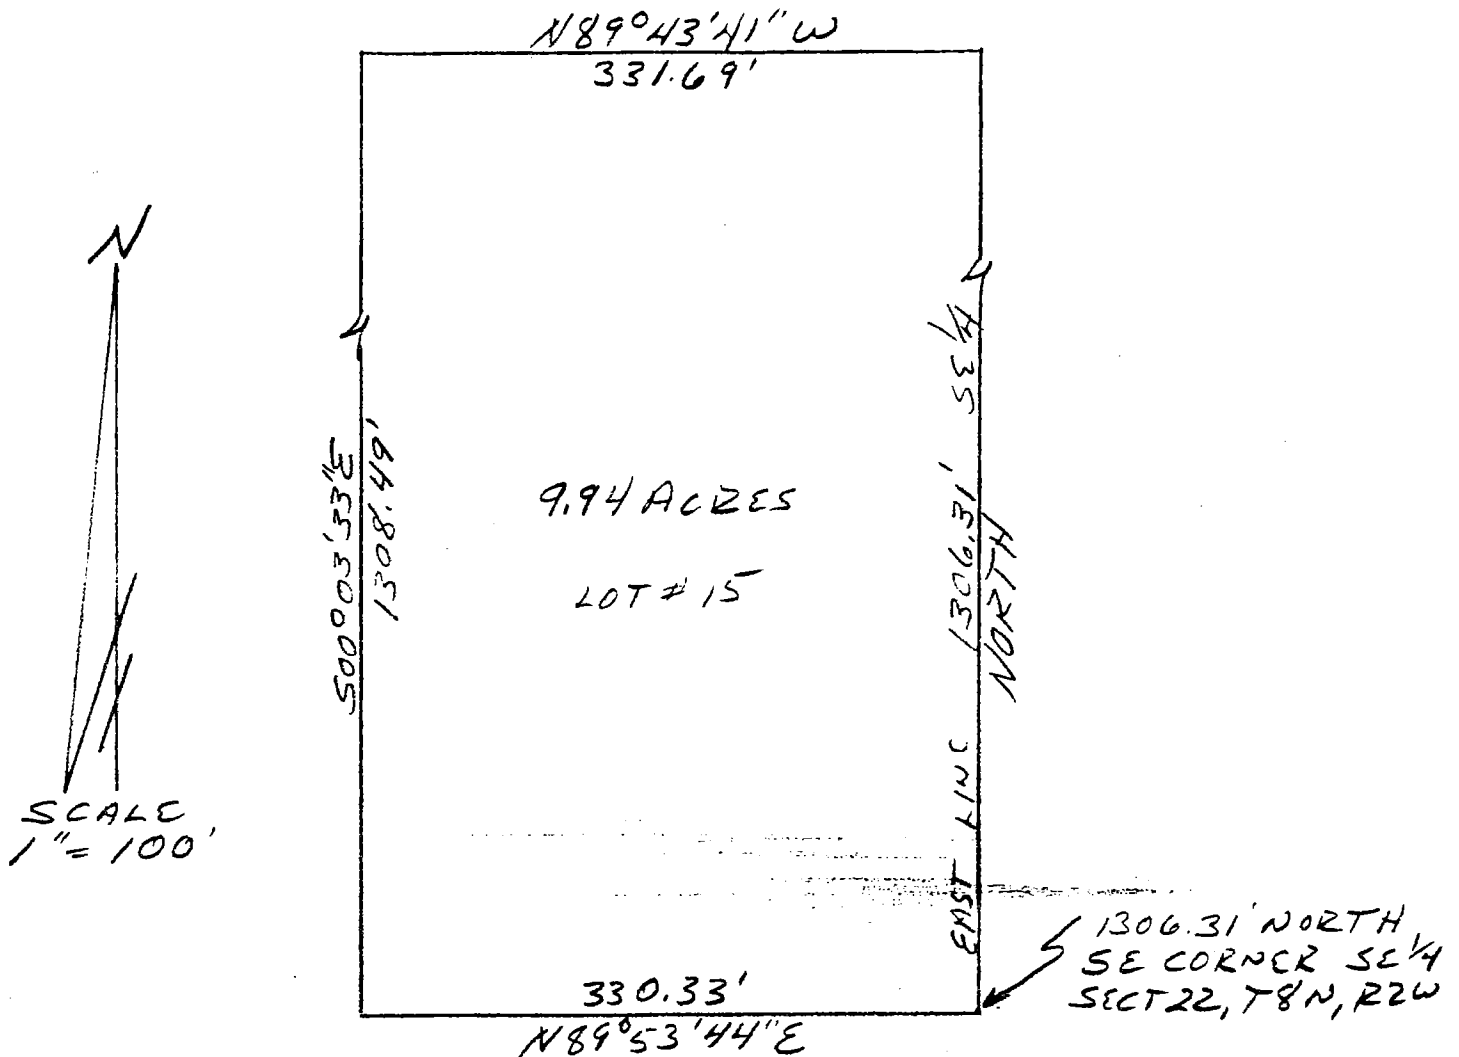 N89°43'41" W
331.69'
N
SCALE
1" = 100'
S00°03'33"E
1308.49'
9.94 ACRES
LOT # 15
EAST LINE 1306.31' SE 1/4
NORTH
1306.31' NORTH
SE CORNER SE 1/4
SECT 22, T8N, R2W
330.33'
N89°53'44"E